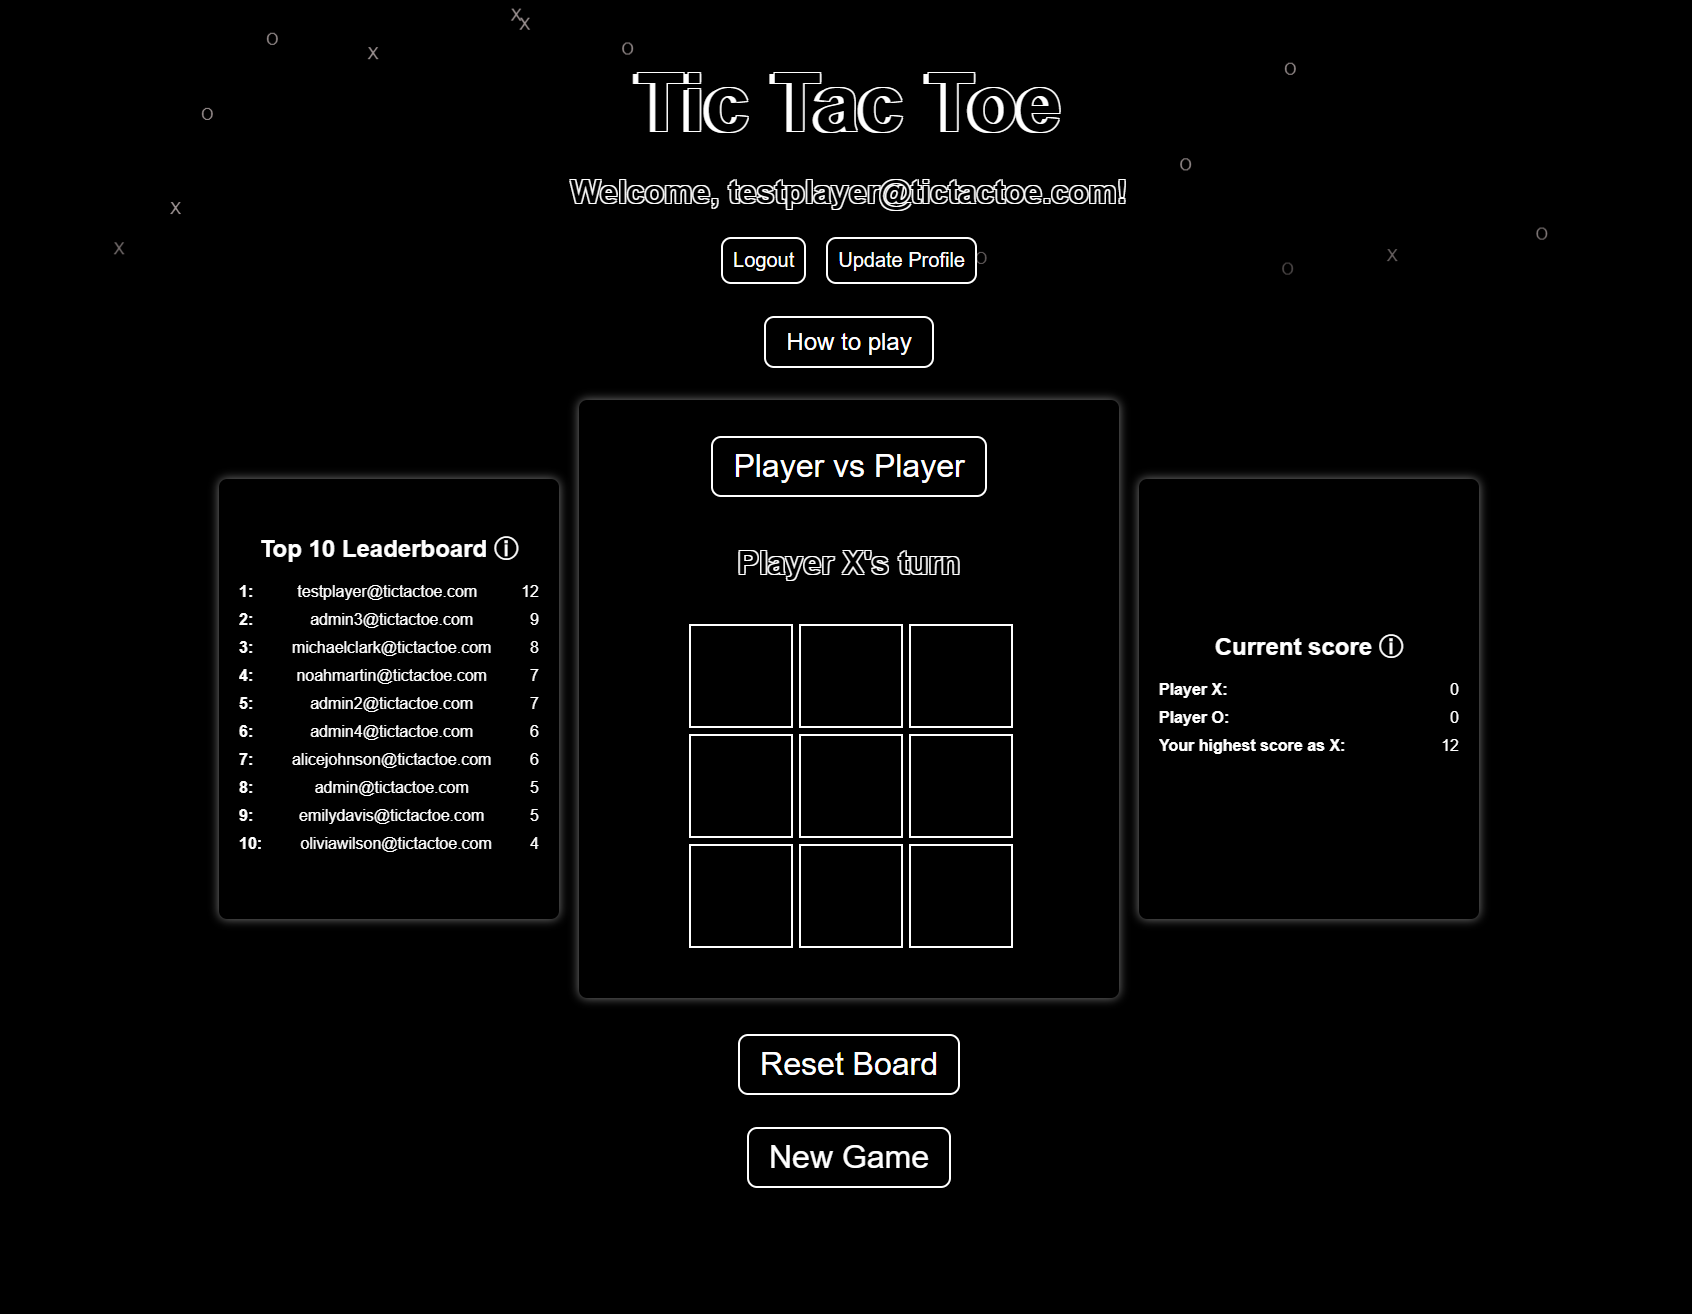 X
X
O
X
O
O
Tic Tac Toe
O
O
Welcome, testplayer@tictactoe.com!
X
O
X
Logout
Update Profile
O
X
O
How to play
Player vs Player
Player X's turn
Top 10 Leaderboard ⓘ
1: testplayer@tictactoe.com 12
2: admin3@tictactoe.com 9
3: michaelclark@tictactoe.com 8
4: noahmartin@tictactoe.com 7
5: admin2@tictactoe.com 7
6: admin4@tictactoe.com 6
7: alicejohnson@tictactoe.com 6
8: admin@tictactoe.com 5
9: emilydavis@tictactoe.com 5
10: oliviawilson@tictactoe.com 4
Current score ⓘ
Player X: 0
Player O: 0
Your highest score as X: 12
Reset Board
New Game